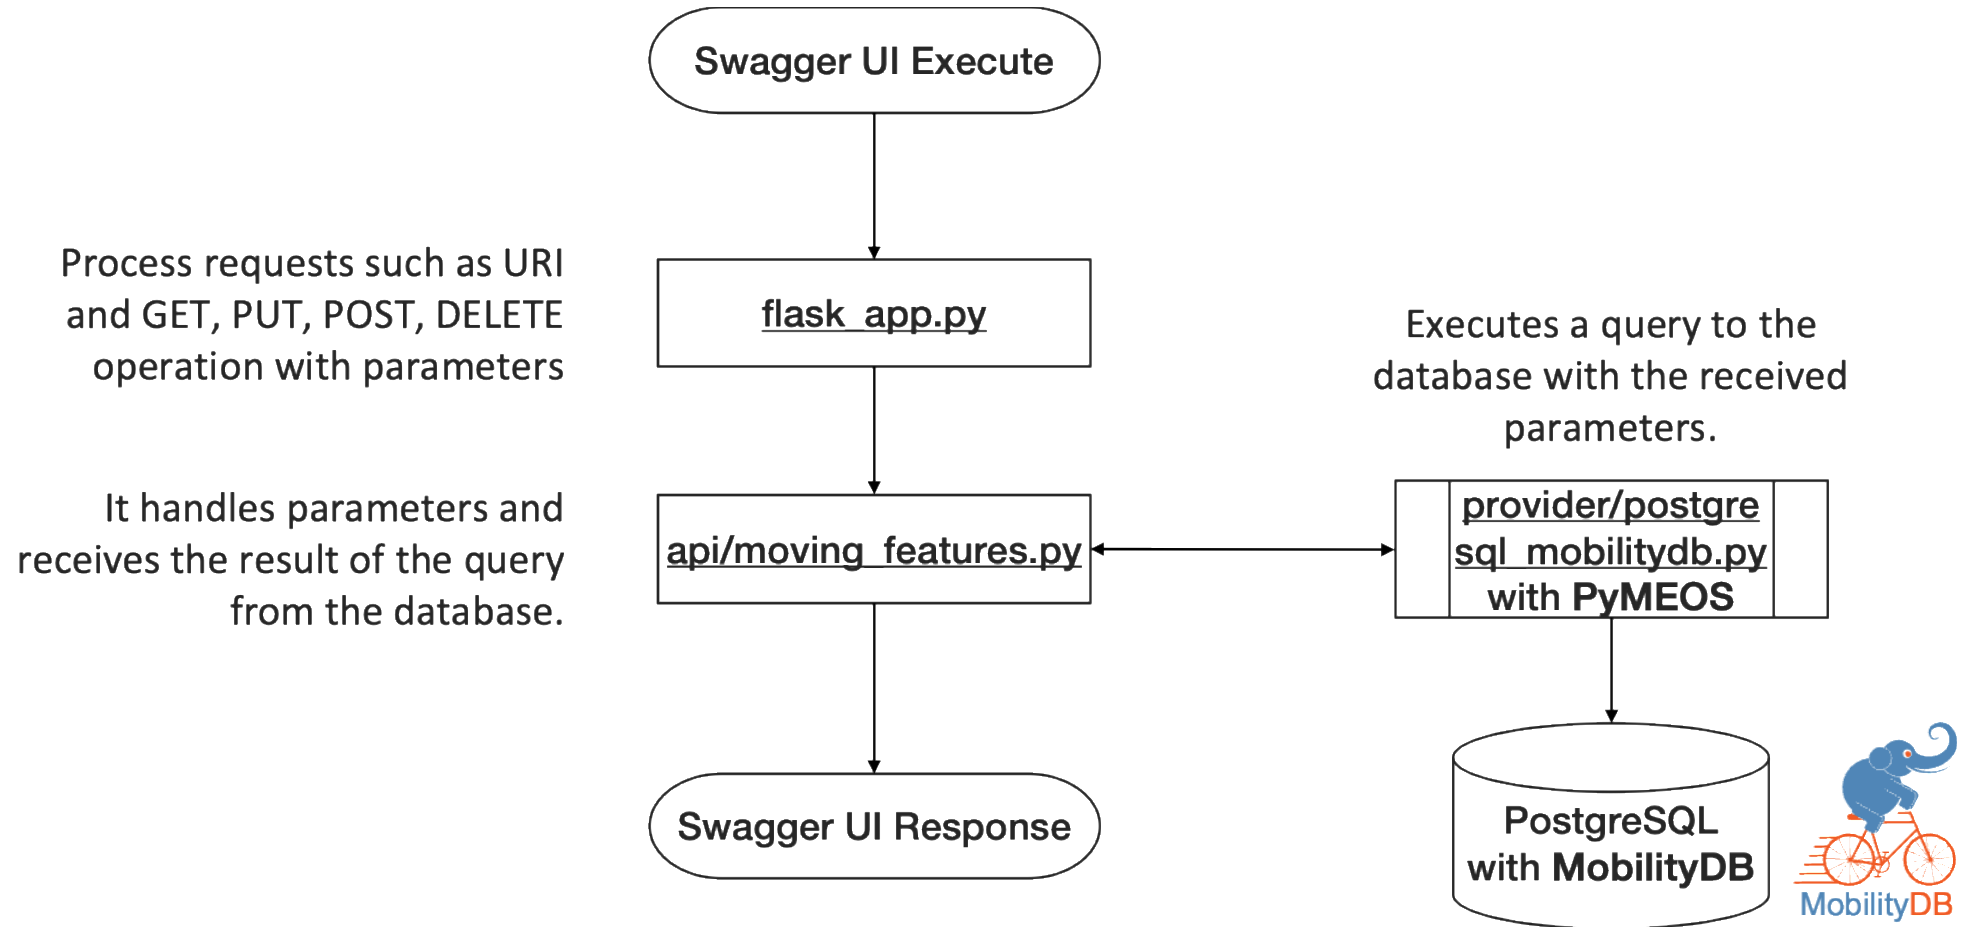 Swagger UI Execute
Process requests such as URI
and GET, PUT, POST, DELETE
operation with parameters
flask_app.py
Executes a query to the
database with the received
parameters.
It handles parameters and
receives the result of the query
from the database.
api/moving_features.py
provider/postgre
sql_mobilitydb.py
with PyMEOS
Swagger UI Response
PostgreSQL
with MobilityDB
MobilityDB